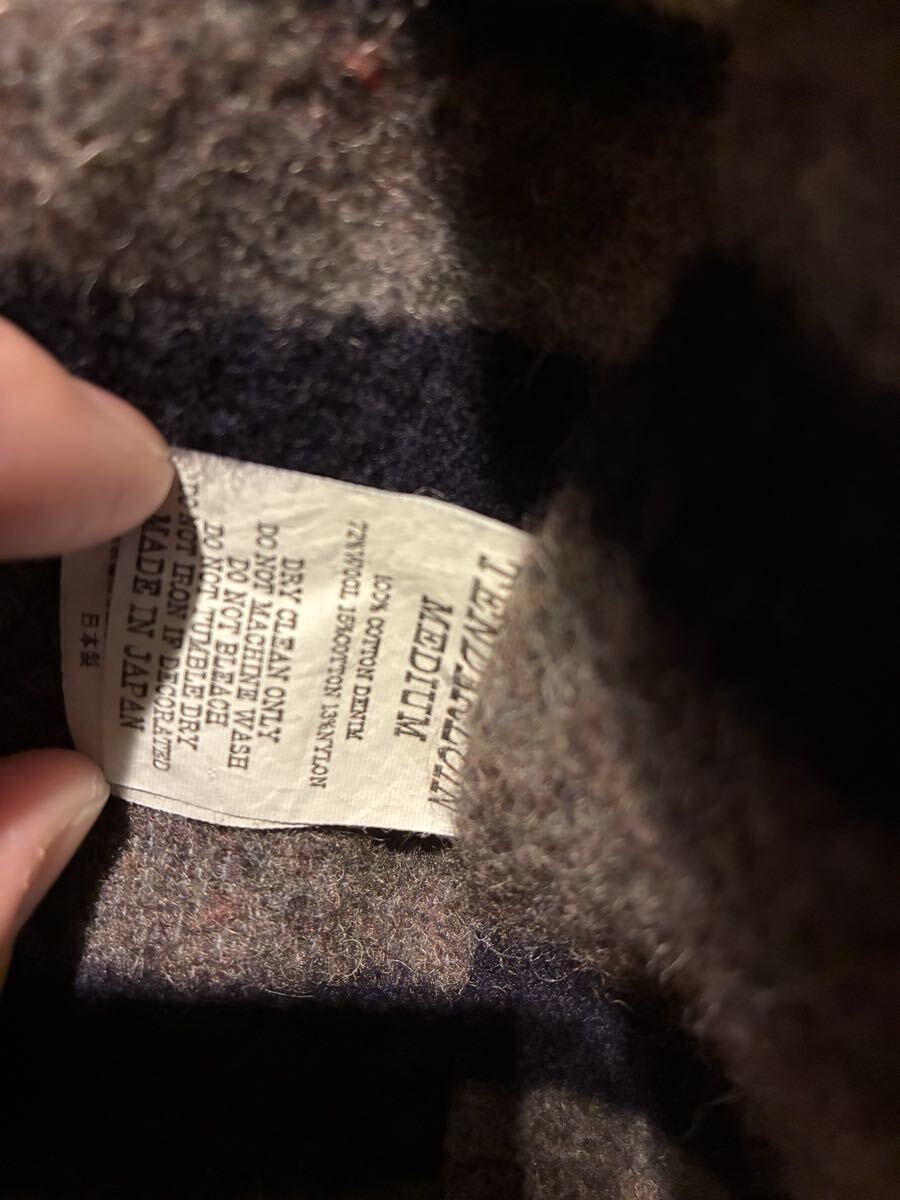 TENDERLOIN
MEDIUM
100% COTTON DENIM
72%WOOL 15%COTTON 13%NYLON
DRY CLEAN ONLY
DO NOT MACHINE WASH
DO NOT BLEACH
DO NOT TUMBLE DRY
DO NOT IRON IF DECORATED
MADE IN JAPAN
日本製